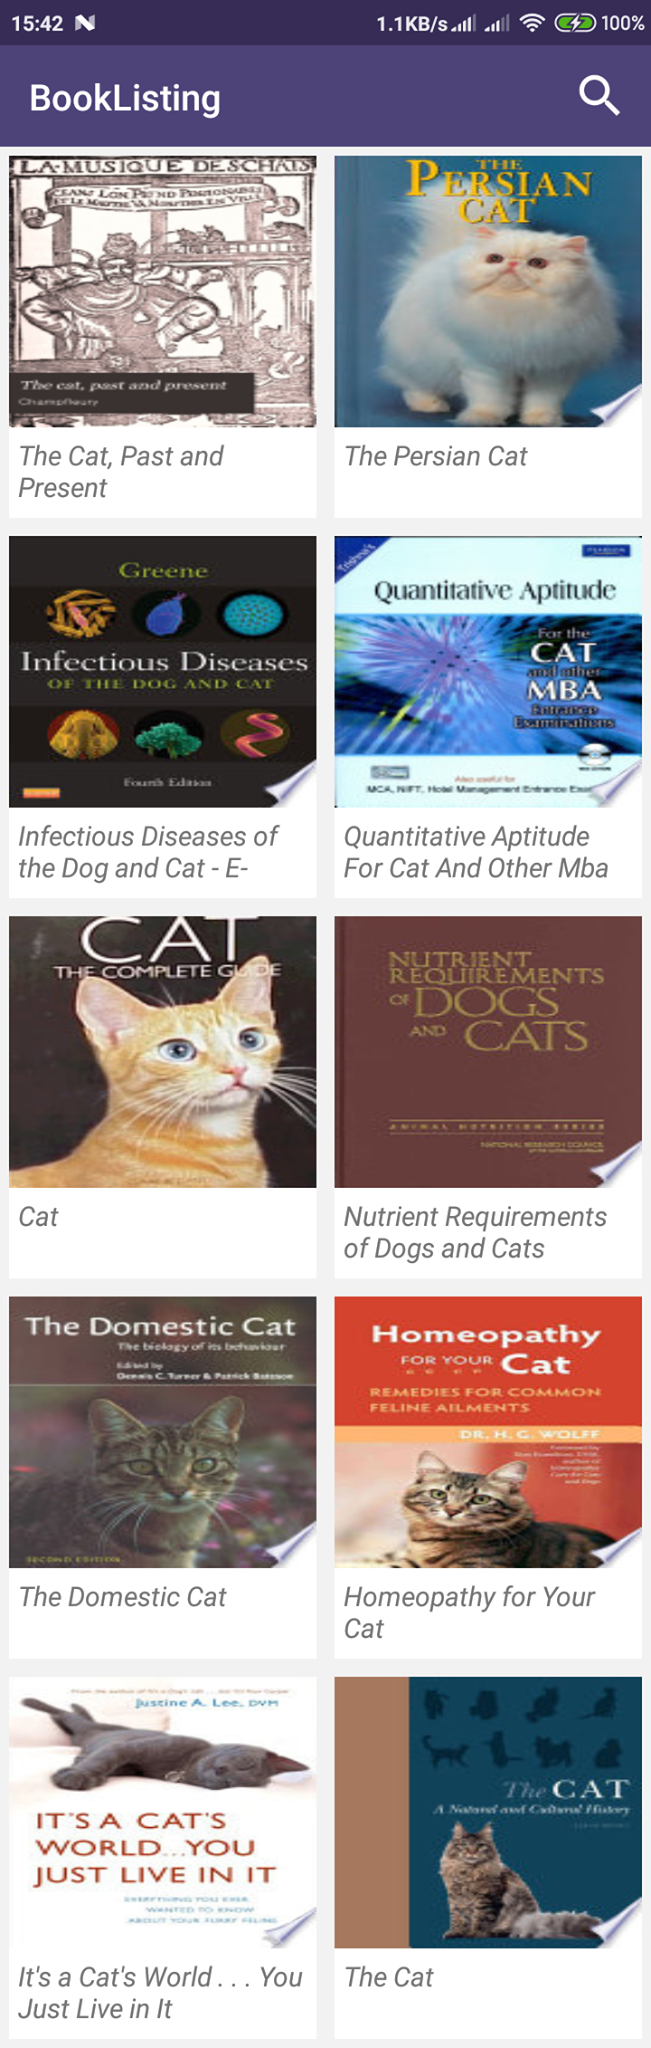 15:42
1.1KB/s
100%
BookListing
LA·MUSIQUE DES CHATS
The cat, past and present
Champfleury
The Cat, Past and
Present
THE
PERSIAN
CAT
The Persian Cat
Greene
Infectious Diseases
OF THE DOG AND CAT
Fourth Edition
Infectious Diseases of
the Dog and Cat - E-
Trishna's
PEARSON
Quantitative Aptitude
For the
CAT
and other
MBA
Entrance
Examinations
Also useful for
MCA, NIFT, Hotel Management Entrance
Quantitative Aptitude
For Cat And Other Mba
CAT
THE COMPLETE GUIDE
Cat
NUTRIENT
REQUIREMENTS
OF DOGS
AND CATS
ANIMAL NUTRITION SERIES
NATIONAL RESEARCH COUNCIL
Nutrient Requirements
of Dogs and Cats
The Domestic Cat
The biology of its behaviour
Edited by
Dennis C. Turner & Patrick Bateson
SECOND EDITION
The Domestic Cat
Homeopathy
FOR YOUR Cat
REMEDIES FOR COMMON
FELINE AILMENTS
DR. H. G. WOLFF
Homeopathy for Your
Cat
Justine A. Lee, DVM
IT'S A CAT'S
WORLD...YOU
JUST LIVE IN IT
EVERYTHING YOU EVER
WANTED TO KNOW
ABOUT YOUR FURRY FELINE
It's a Cat's World . . . You
Just Live in It
The CAT
A Natural and Cultural History
The Cat